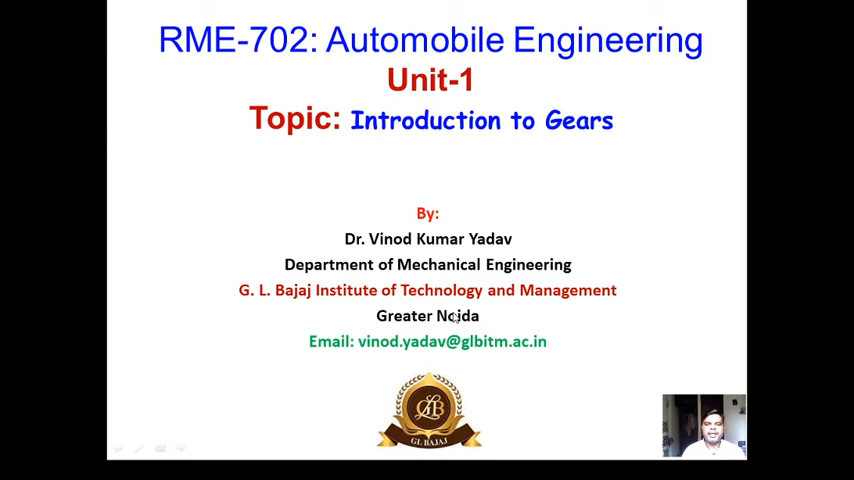 RME-702: Automobile Engineering
Unit-1
Topic: Introduction to Gears
By:
Dr. Vinod Kumar Yadav
Department of Mechanical Engineering
G. L. Bajaj Institute of Technology and Management
Greater Noida
Email: vinod.yadav@glbitm.ac.in
GLB
GL BAJAJ